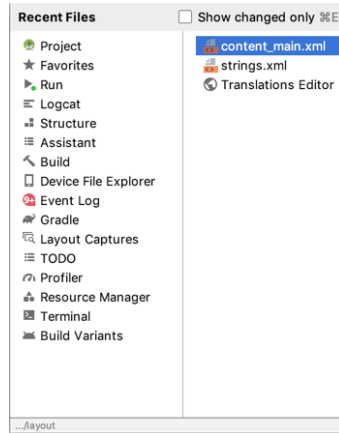 Recent Files
Show changed only ⌘E
Project
Favorites
Run
Logcat
Structure
Assistant
Build
Device File Explorer
9+ Event Log
Gradle
Layout Captures
TODO
Profiler
Resource Manager
Terminal
Build Variants
content_main.xml
strings.xml
Translations Editor
.../layout